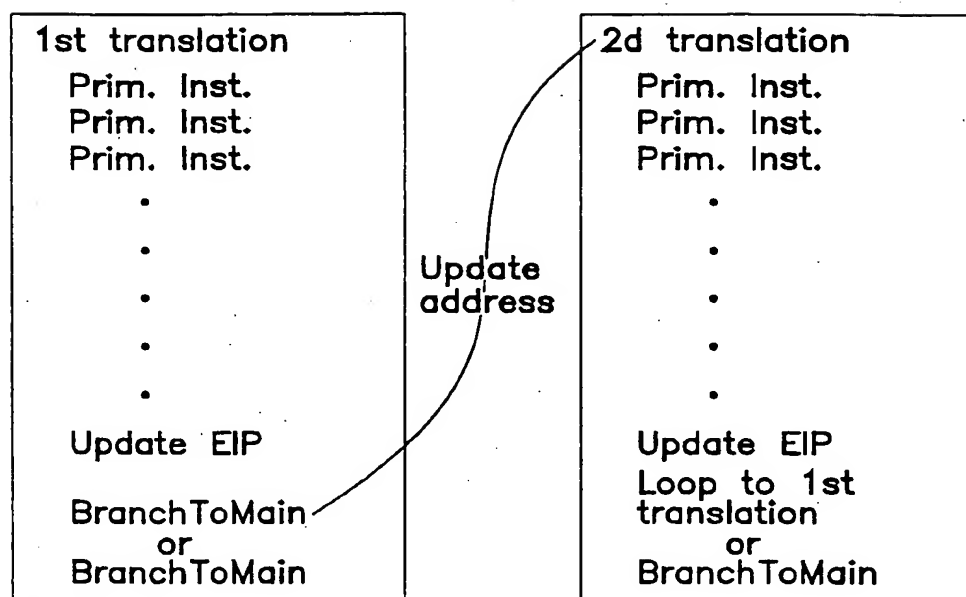 1st translation
Prim. Inst.
Prim. Inst.
Prim. Inst.
Update EIP
BranchToMain
or
BranchToMain
Update
address
2d translation
Prim. Inst.
Prim. Inst.
Prim. Inst.
Update EIP
Loop to 1st
translation
or
BranchToMain